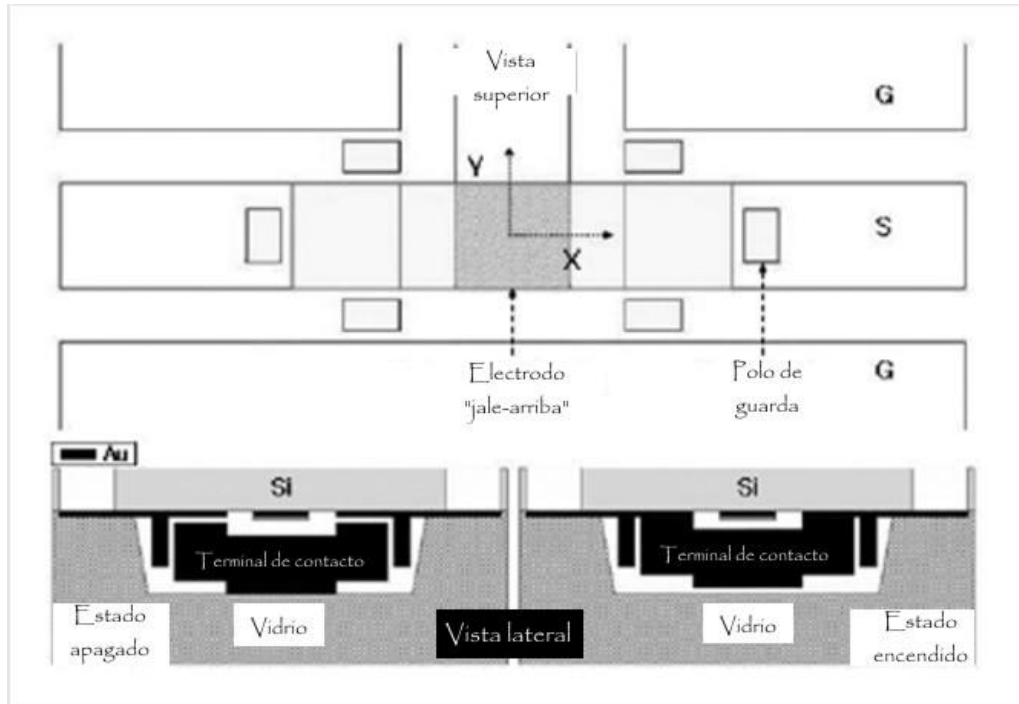 Vista
superior
G
Y
S
X
Electrodo
"jale-arriba"
Polo de
guarda
G
Au
Si
Si
Terminal de contacto
Terminal de contacto
Estado
apagado
Vidrio
Vista lateral
Vidrio
Estado
encendido